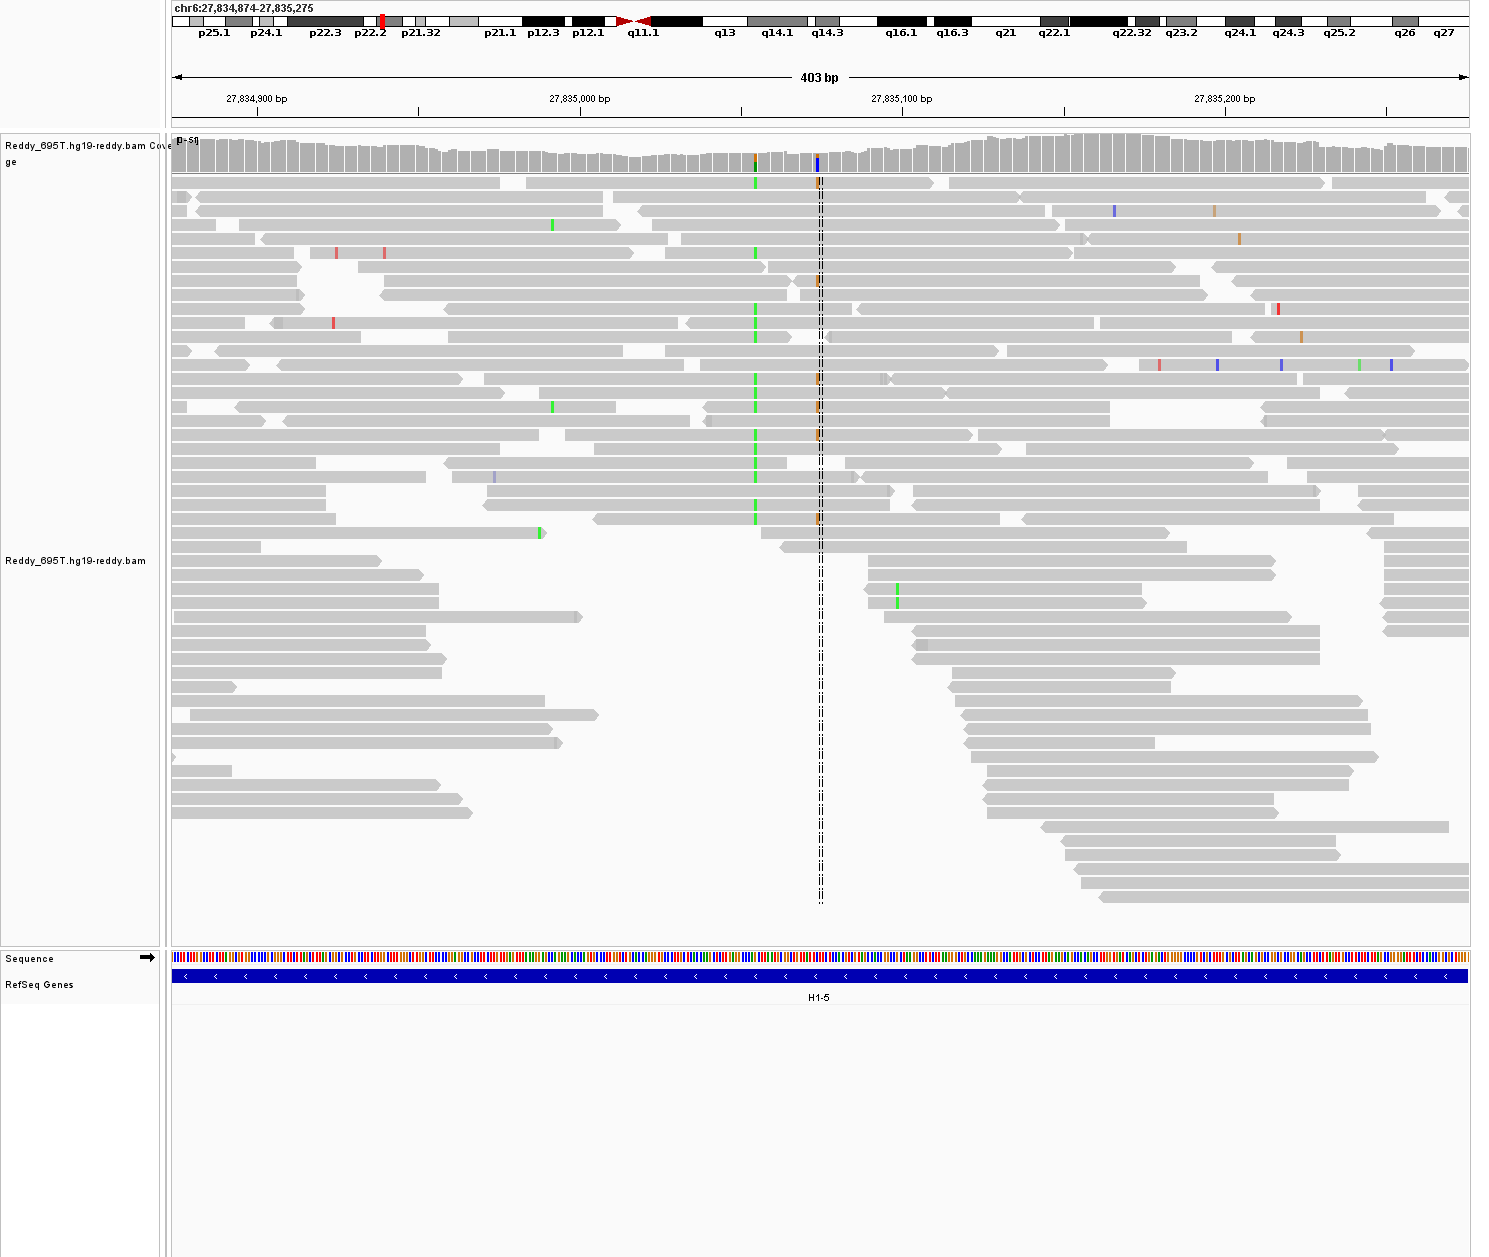 chr6:27,834,874-27,835,275
p25.1 p24.1 p22.3 p22.2 p21.32 p21.1 p12.3 p12.1 q11.1 q13 q14.1 q14.3 q16.1 q16.3 q21 q22.1 q22.32 q23.2 q24.1 q24.3 q25.2 q26 q27
403 bp
27,834,900 bp 27,835,000 bp 27,835,100 bp 27,835,200 bp
Reddy_695T.hg19-reddy.bam Cove
ge
[0 - 51]
Reddy_695T.hg19-reddy.bam
Sequence
RefSeq Genes
H1-5